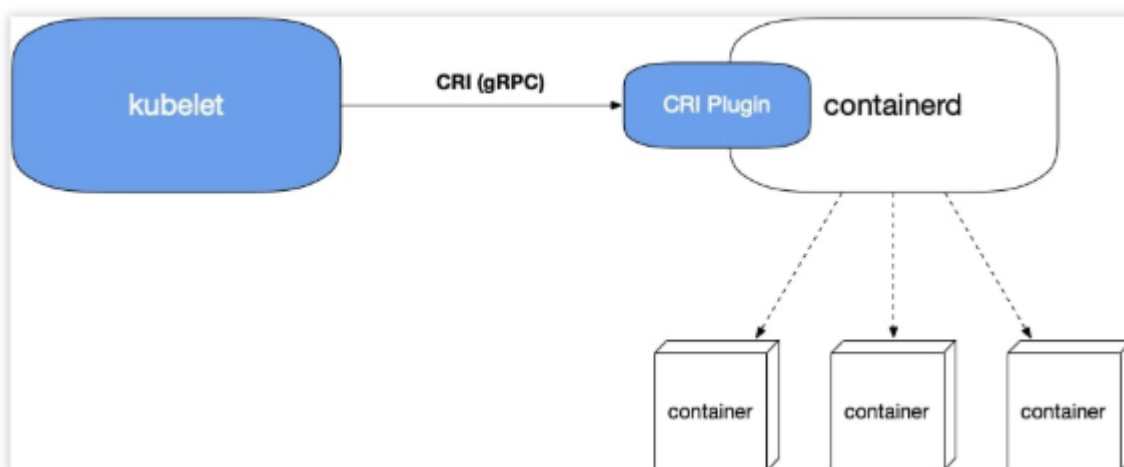 kubelet
CRI (gRPC)
CRI Plugin
containerd
container
container
container